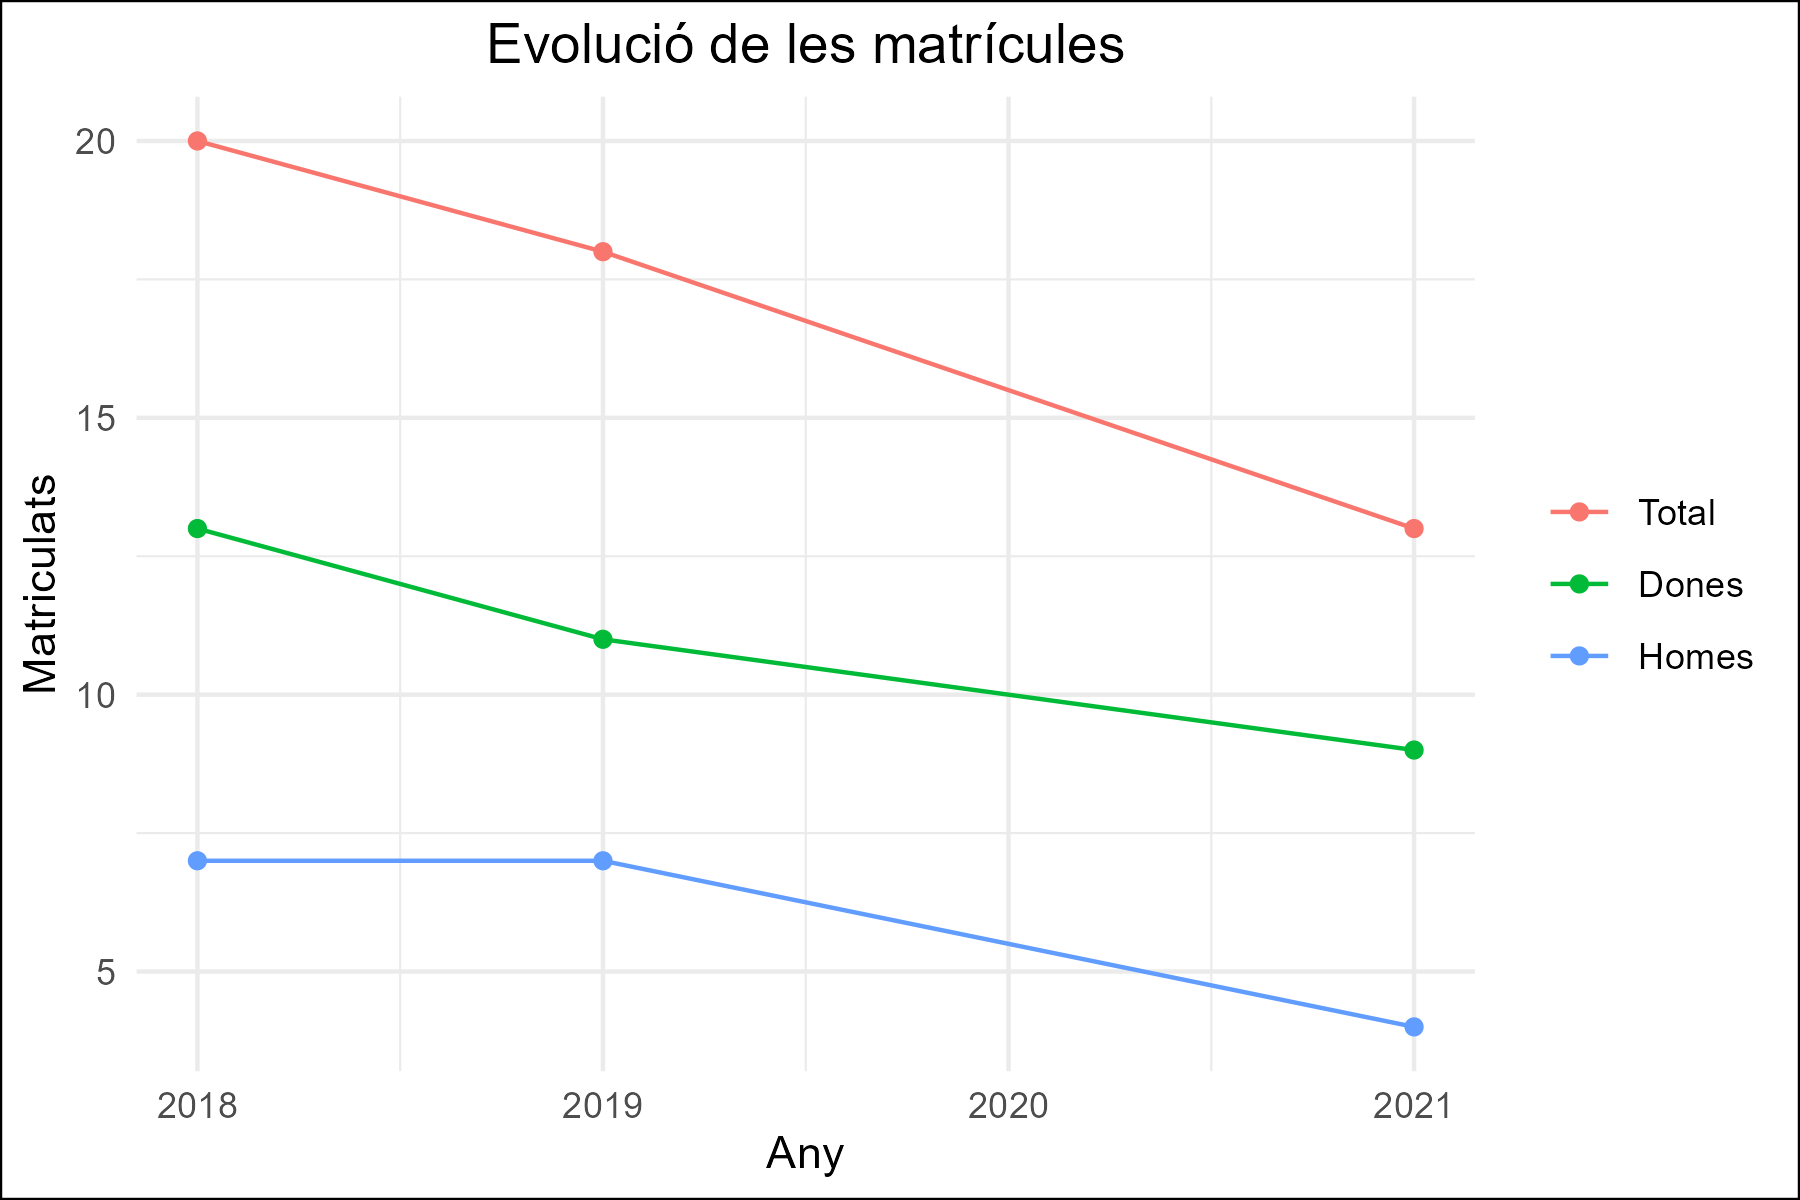 Evolució de les matrícules
20
15
10
5
Matriculats
2018 2019 2020 2021
Any
Total
Dones
Homes